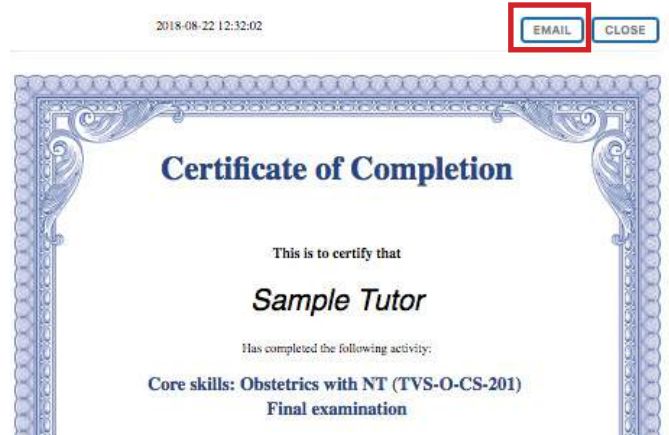 2018-08-22 12:32:02
EMAIL
CLOSE
Certificate of Completion
This is to certify that
Sample Tutor
Has completed the following activity:
Core skills: Obstetrics with NT (TVS-O-CS-201)
Final examination